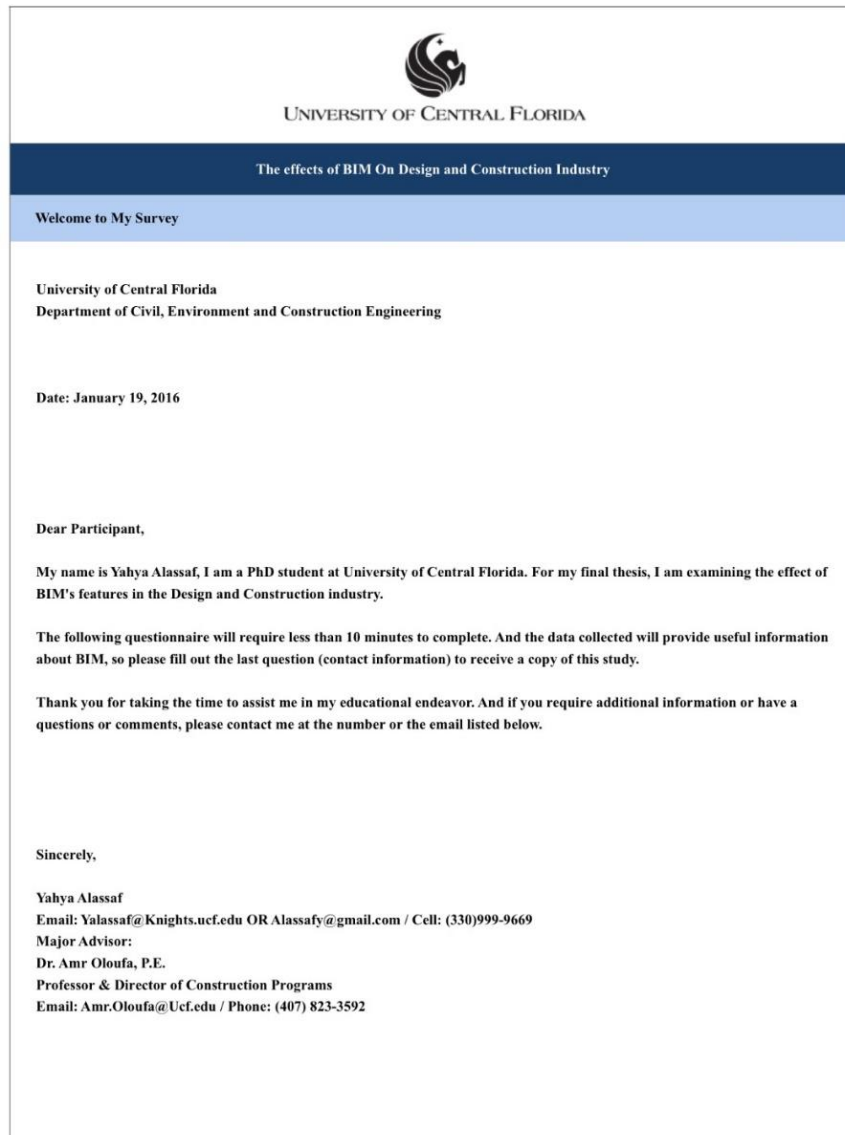 UNIVERSITY OF CENTRAL FLORIDA
The effects of BIM On Design and Construction Industry
Welcome to My Survey
University of Central Florida
Department of Civil, Environment and Construction Engineering
Date: January 19, 2016
Dear Participant,
My name is Yahya Alassaf, I am a PhD student at University of Central Florida. For my final thesis, I am examining the effect of
BIM's features in the Design and Construction industry.
The following questionnaire will require less than 10 minutes to complete. And the data collected will provide useful information
about BIM, so please fill out the last question (contact information) to receive a copy of this study.
Thank you for taking the time to assist me in my educational endeavor. And if you require additional information or have a
questions or comments, please contact me at the number or the email listed below.
Sincerely,
Yahya Alassaf
Email: Yalassaf@Knights.ucf.edu OR Alassafy@gmail.com / Cell: (330)999-9669
Major Advisor:
Dr. Amr Oloufa, P.E.
Professor & Director of Construction Programs
Email: Amr.Oloufa@Ucf.edu / Phone: (407) 823-3592